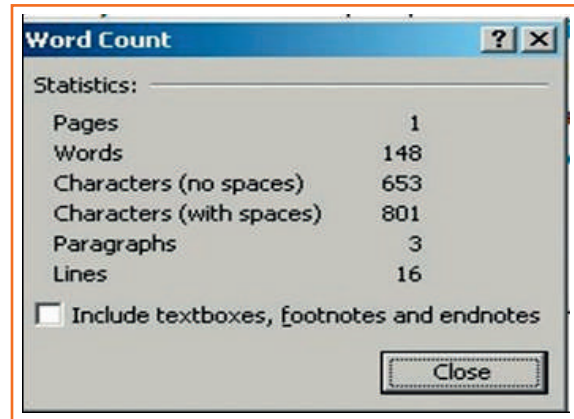 Word Count
Statistics:
Pages 1
Words 148
Characters (no spaces) 653
Characters (with spaces) 801
Paragraphs 3
Lines 16
Include textboxes, footnotes and endnotes
Close